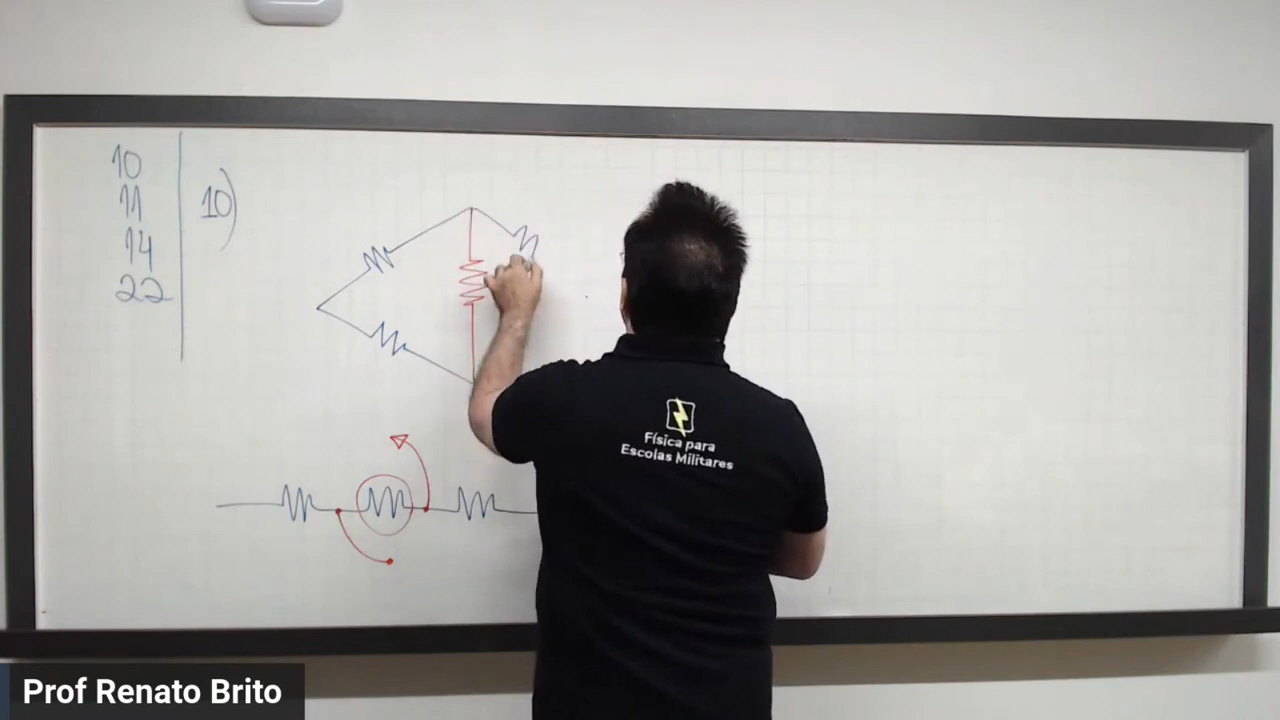 10
11
14
22
10)
Física para
Escolas Militares
Prof Renato Brito